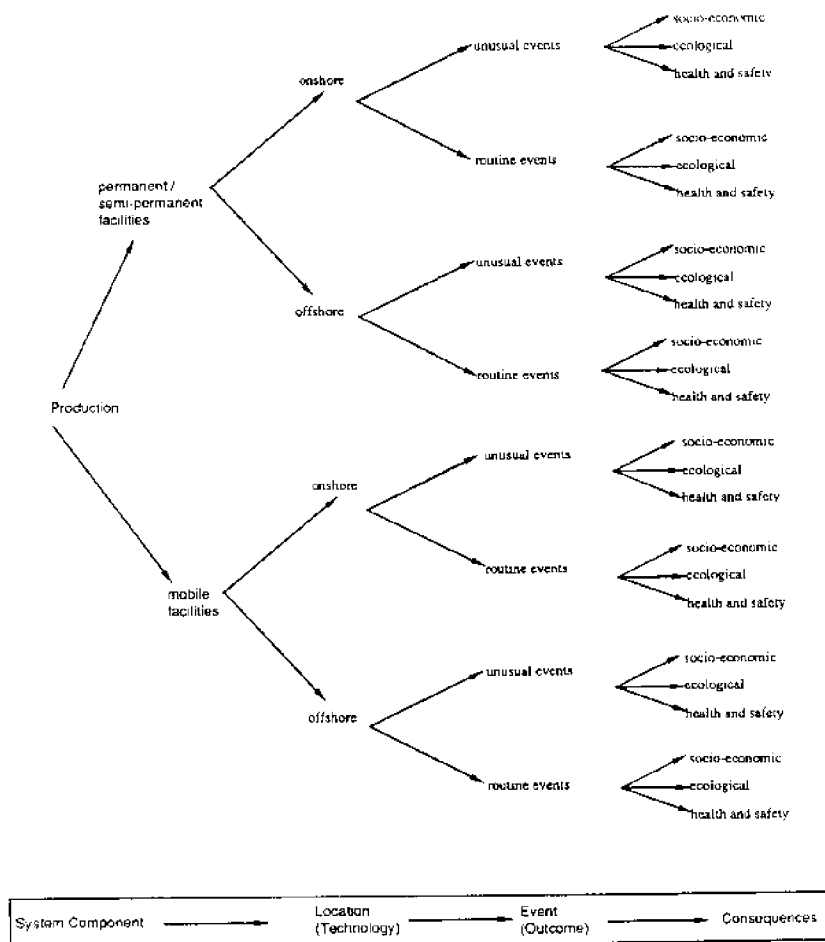 socio-economic
unusual events
ecological
onshore
health and safety
socio-economic
routine events
ecological
permanent /
semi-permanent
facilities
health and safety
socio-economic
unusual events
ecological
health and safety
offshore
socio-economic
routine events
ecological
health and safety
Production
socio-economic
unusual events
ecological
onshore
health and safety
socio-economic
routine events
ecological
mobile
facilities
health and safety
socio-economic
unusual events
ecological
health and safety
offshore
socio-economic
routine events
ecological
health and safety
System Component
Location
(Technology)
Event
(Outcome)
Consequences